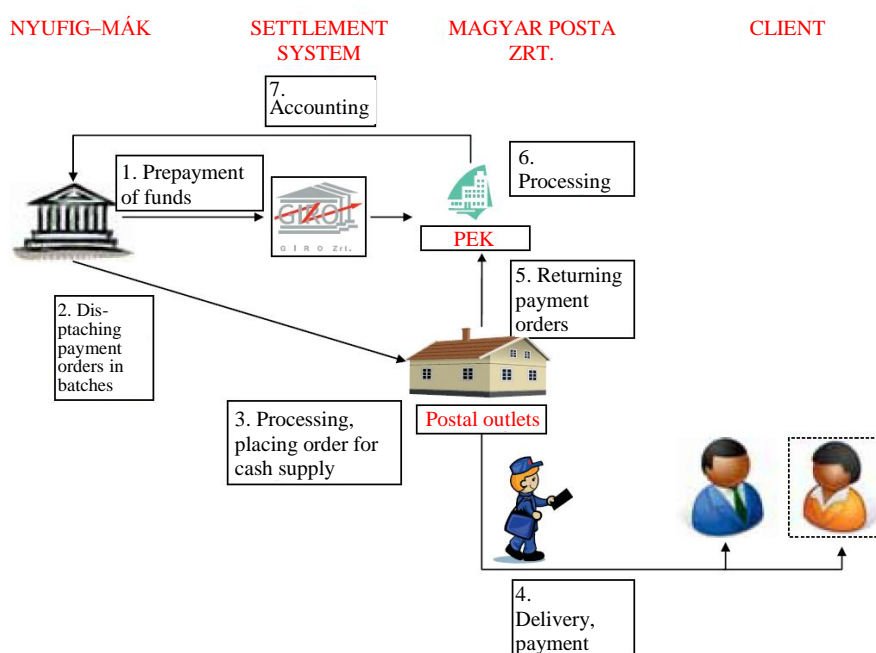 NYUFIG–MÁK
SETTLEMENT
SYSTEM
MAGYAR POSTA
ZRT.
CLIENT
7.
Accounting
1. Prepayment
of funds
GIRO
G I R O Zrt.
6.
Processing
PEK
2. Dis-
ptaching
payment
orders in
batches
5. Returning
payment
orders
3. Processing,
placing order for
cash supply
Postal outlets
4.
Delivery,
payment